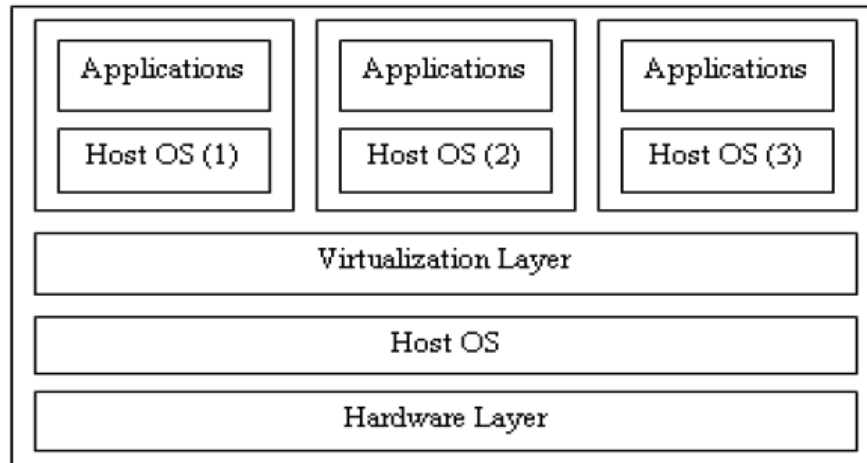 Applications Applications Applications
Host OS (1) Host OS (2) Host OS (3)
Virtualization Layer
Host OS
Hardware Layer